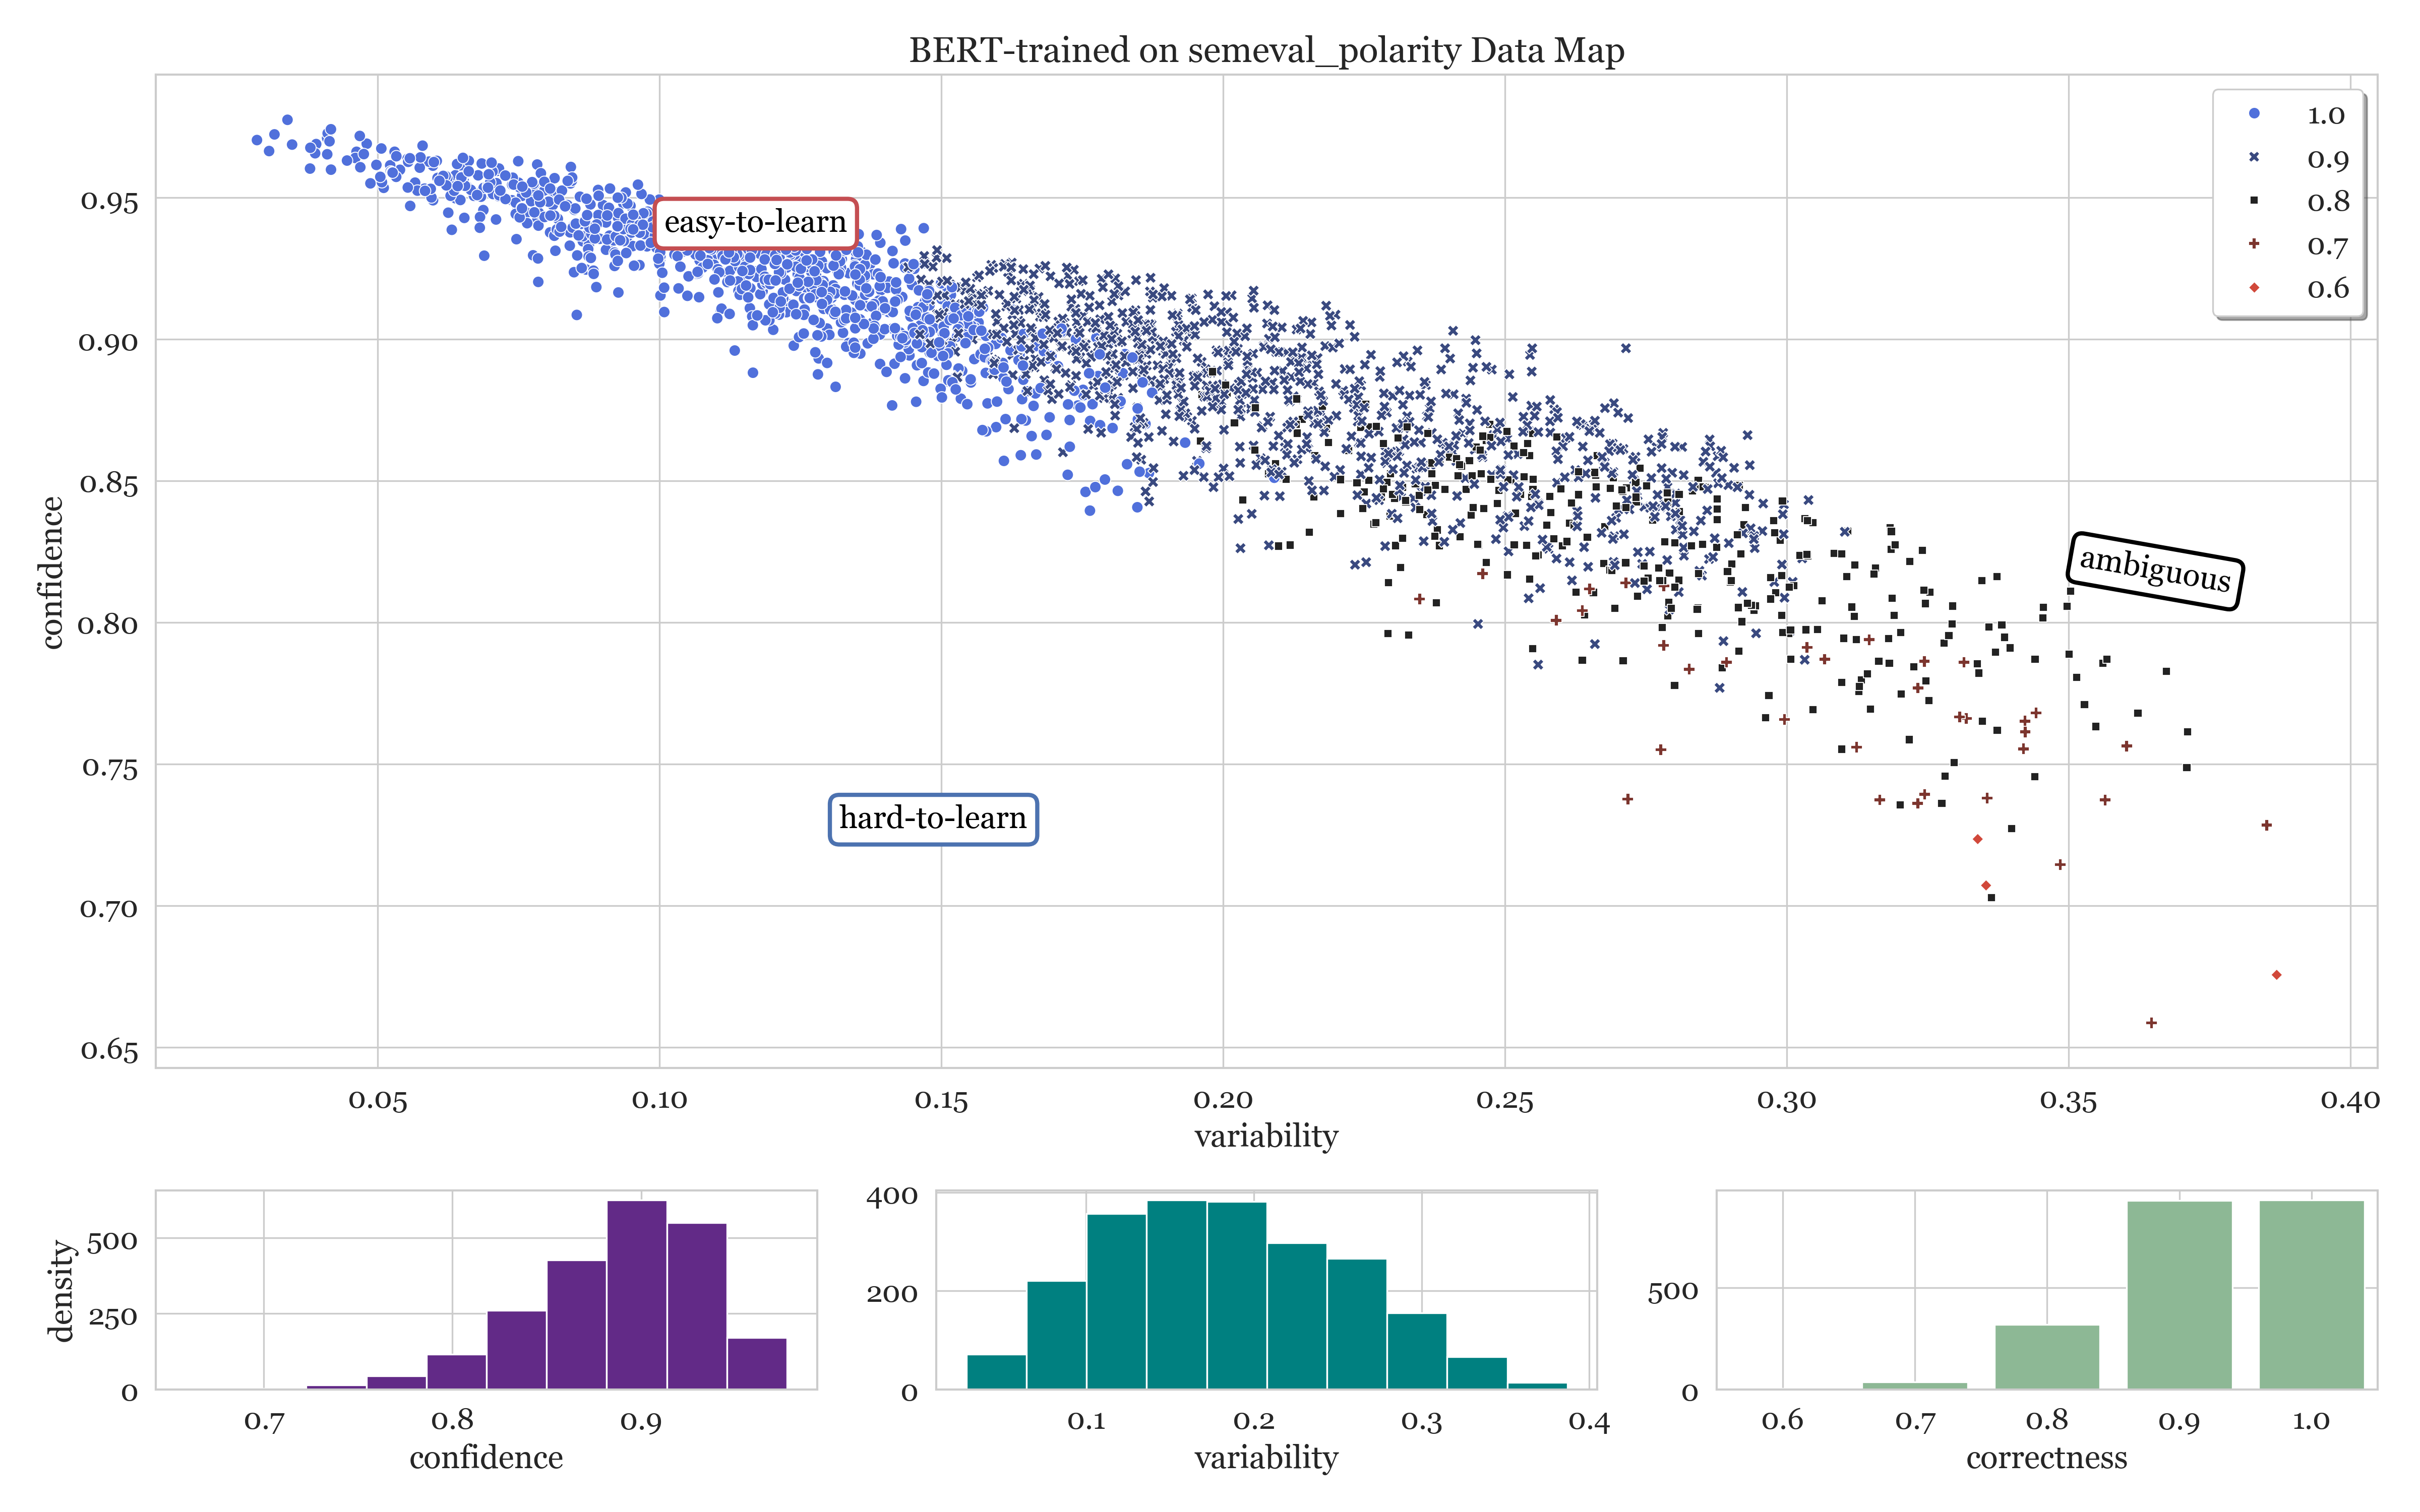 BERT-trained on semeval_polarity Data Map
1.0
0.9
0.8
0.7
0.6
easy-to-learn
ambiguous
hard-to-learn
confidence
0.95
0.90
0.85
0.80
0.75
0.70
0.65
0.05 0.10 0.15 0.20 0.25 0.30 0.35 0.40
variability
density
500
250
0
0.7 0.8 0.9
confidence
400
200
0
0.1 0.2 0.3 0.4
variability
500
0
0.6 0.7 0.8 0.9 1.0
correctness